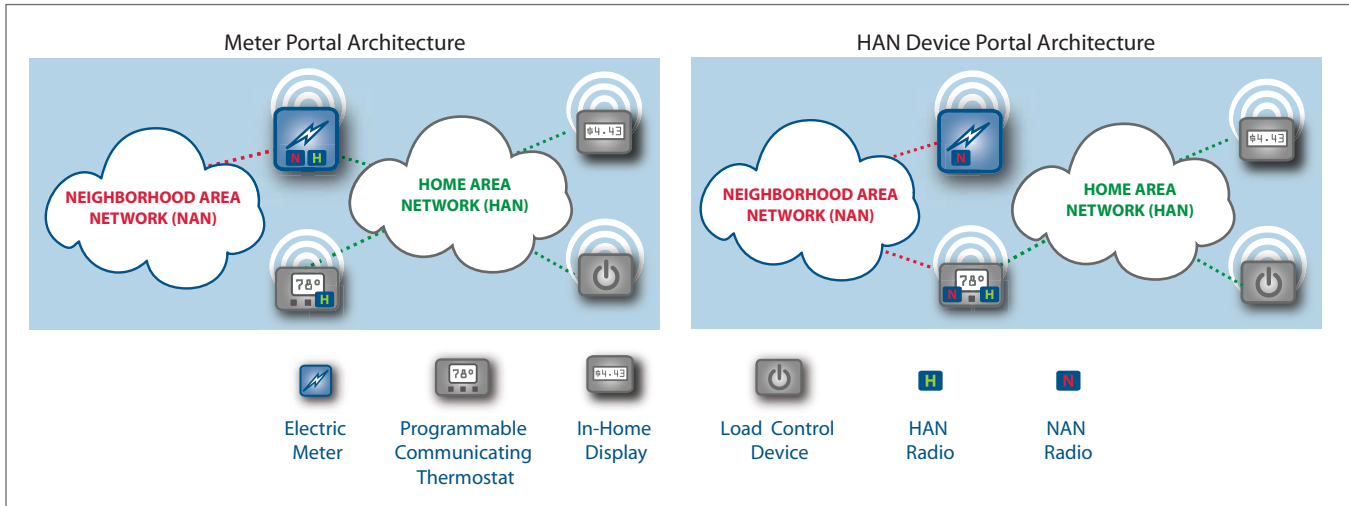 Meter Portal Architecture
NEIGHBORHOOD AREA
NETWORK (NAN)
N H
HOME AREA
NETWORK (HAN)
$4.43
78°
H
HAN Device Portal Architecture
NEIGHBORHOOD AREA
NETWORK (NAN)
N
HOME AREA
NETWORK (HAN)
$4.43
78°
N H
Electric
Meter
78°
Programmable
Communicating
Thermostat
$4.43
In-Home
Display
Load Control
Device
H
HAN
Radio
N
NAN
Radio